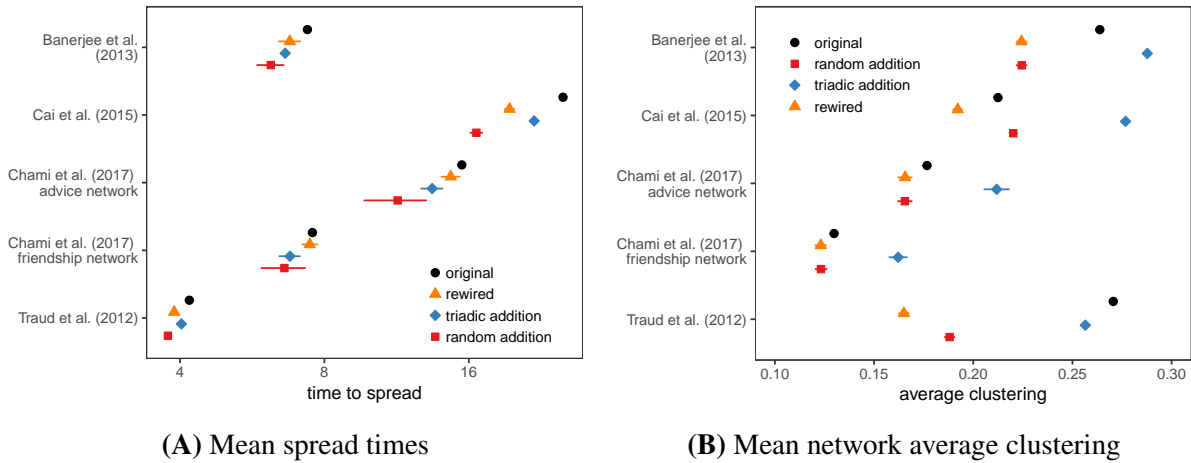 Banerjee et al.
(2013)
Cai et al. (2015)
Chami et al. (2017)
advice network
Chami et al. (2017)
friendship network
Traud et al. (2012)
original
rewired
triadic addition
random addition
4
8
16
time to spread
(A) Mean spread times
Banerjee et al.
(2013)
Cai et al. (2015)
Chami et al. (2017)
advice network
Chami et al. (2017)
friendship network
Traud et al. (2012)
original
random addition
triadic addition
rewired
0.10
0.15
0.20
0.25
0.30
average clustering
(B) Mean network average clustering